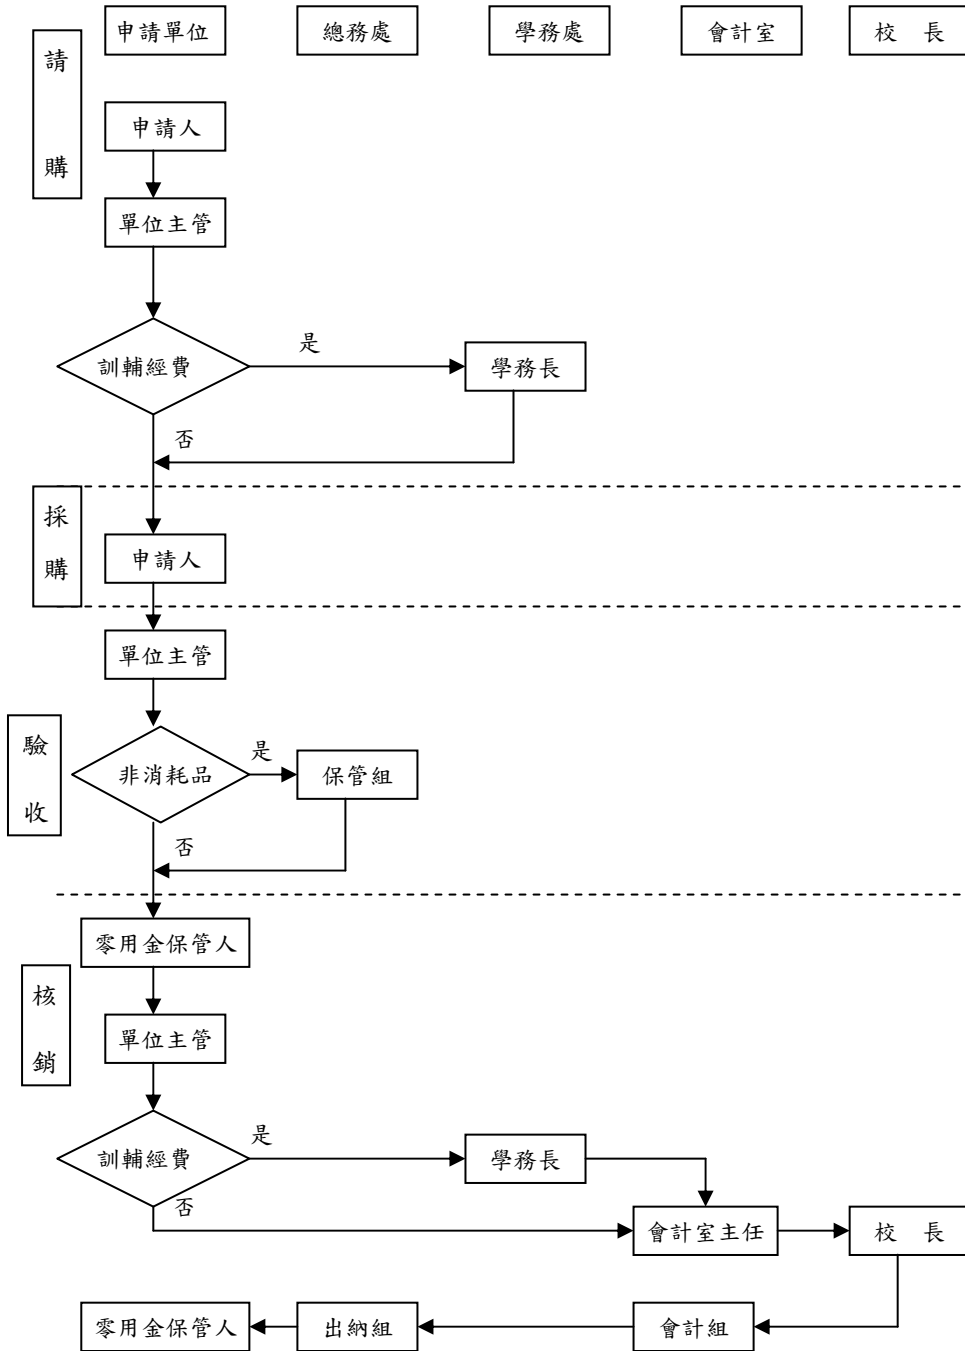 申請單位
總務處
學務處
會計室
校 長
請
購
申請人
單位主管
訓輔經費
是
學務長
否
採
購
申請人
單位主管
驗
收
非消耗品
是
保管組
否
零用金保管人
核
銷
單位主管
訓輔經費
是
學務長
否
會計室主任
校 長
零用金保管人
出納組
會計組